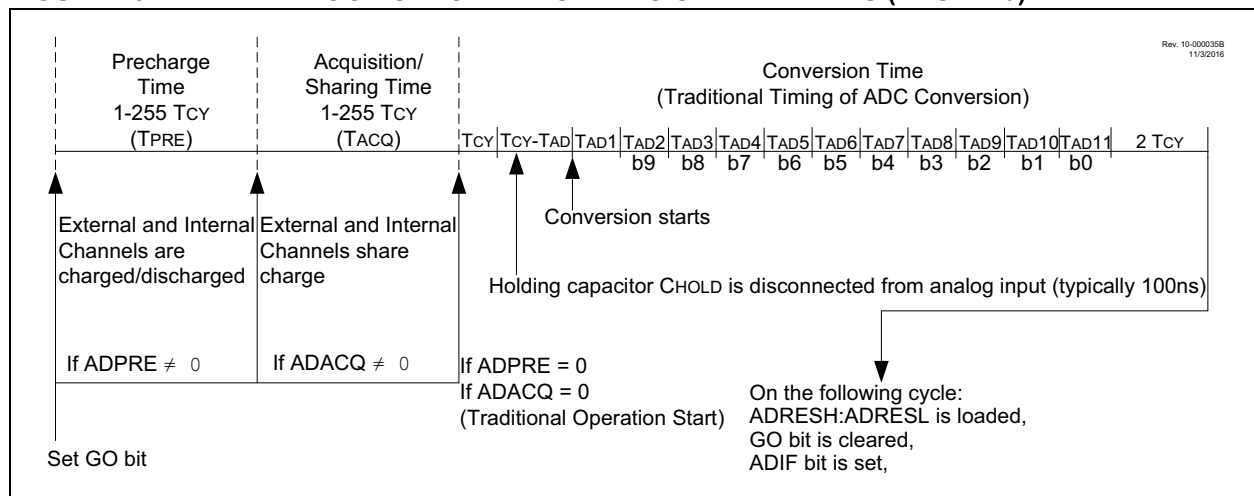 Rev. 10-000035B
11/3/2016
Precharge
Time
1-255 TCY
(TPRE)
Acquisition/
Sharing Time
1-255 TCY
(TACQ)
Conversion Time
(Traditional Timing of ADC Conversion)
TCY TCY-TAD TAD1 TAD2 TAD3 TAD4 TAD5 TAD6 TAD7 TAD8 TAD9 TAD10 TAD11 2 TCY
b9 b8 b7 b6 b5 b4 b3 b2 b1 b0
External and Internal
Channels are
charged/discharged
External and Internal
Channels share
charge
Conversion starts
Holding capacitor CHOLD is disconnected from analog input (typically 100ns)
If ADPRE ≠ 0
If ADACQ ≠ 0
If ADPRE = 0
If ADACQ = 0
(Traditional Operation Start)
On the following cycle:
ADRESH:ADRESL is loaded,
GO bit is cleared,
ADIF bit is set,
Set GO bit